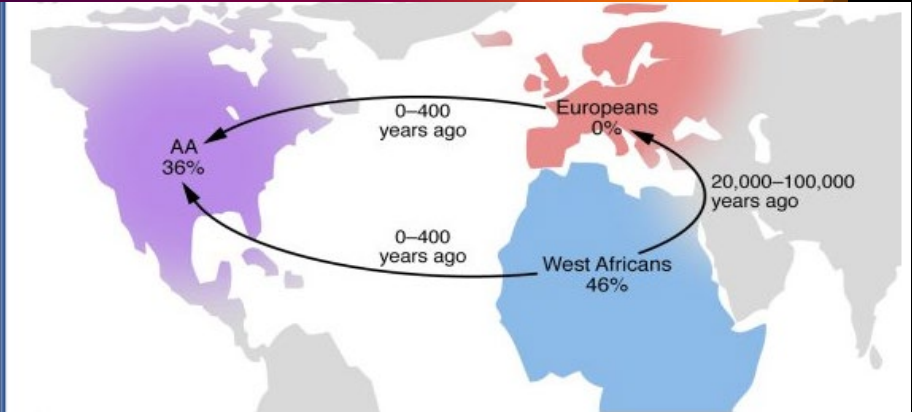 0–400
years ago
Europeans
0%
AA
36%
20,000–100,000
years ago
0–400
years ago
West Africans
46%